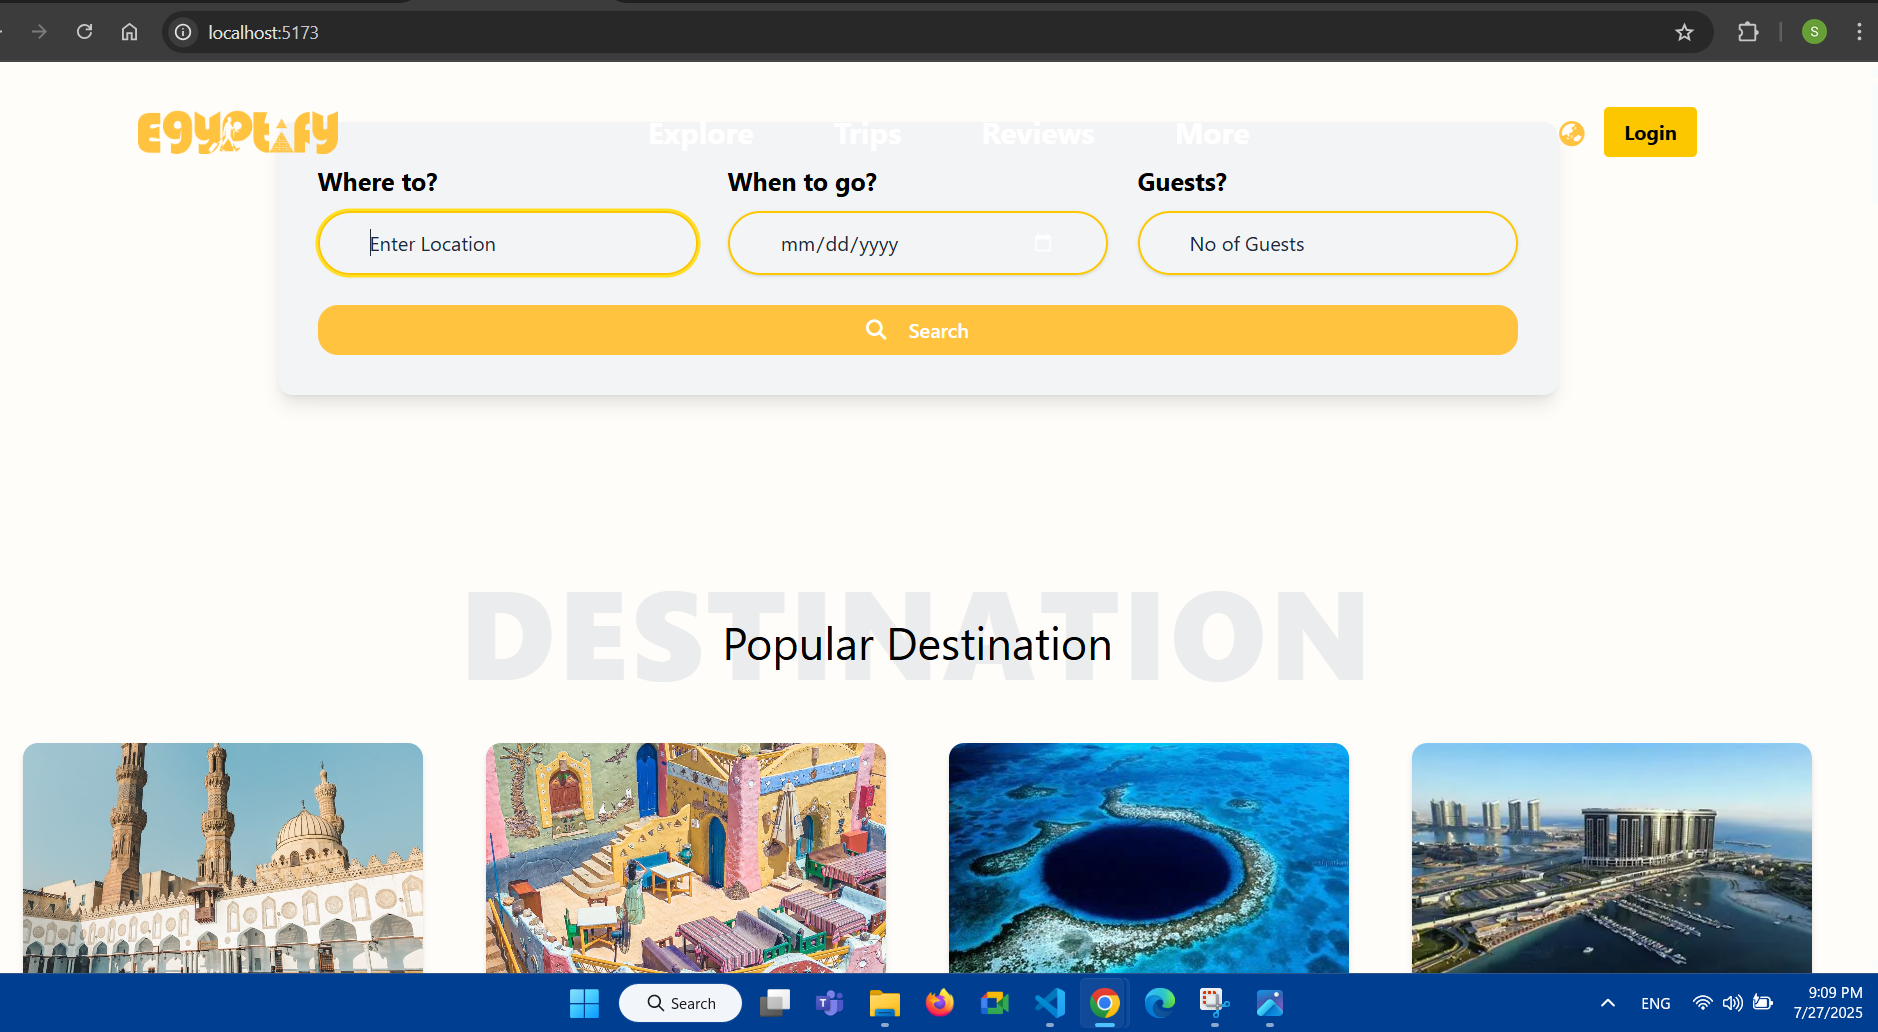 localhost:5173
S
Egyptify
Explore Trips Reviews More
Login
Where to? When to go? Guests?
Enter Location mm/dd/yyyy No of Guests
Search
DESTINATION
Popular Destination
Search
ENG
9:09 PM
7/27/2025